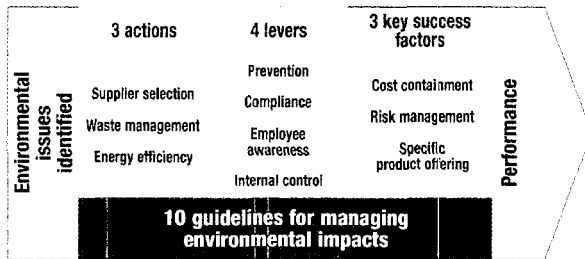 Environmental
issues
identified
3 actions
Supplier selection
Waste management
Energy efficiency
4 levers
Prevention
Compliance
Employee
awareness
Internal control
3 key success
factors
Cost containment
Risk management
Specific
product offering
Performance
10 guidelines for managing
environmental impacts